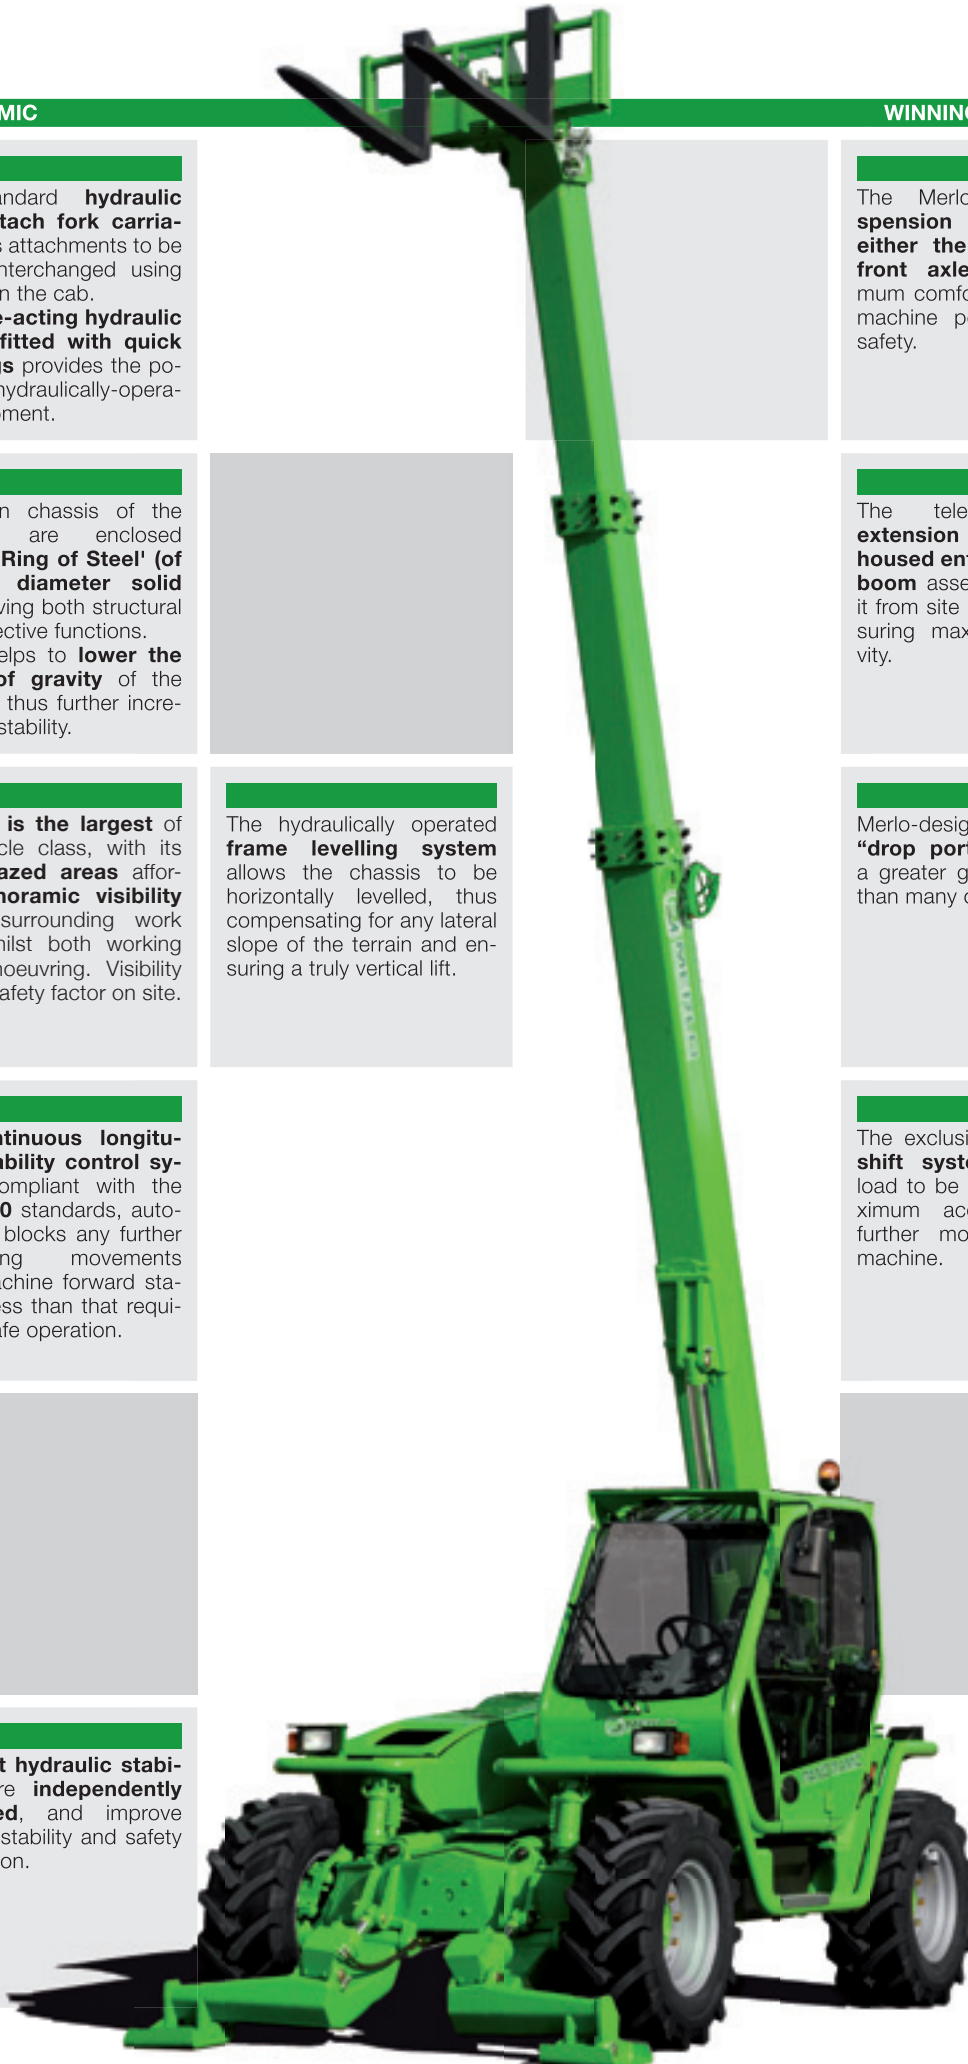 MIC
WINNING
andard hydraulic
tach fork carria-
s attachments to be
nterchanged using
n the cab.
e-acting hydraulic
fitted with quick
gs provides the po-
hydraulically-opera-
oment.
n chassis of the
are enclosed
Ring of Steel' (of
diameter solid
ving both structural
ective functions.
elps to lower the
of gravity of the
thus further incre-
stability.
is the largest of
cle class, with its
azed areas affor-
noramic visibility
surrounding work
hilst both working
noeuvring. Visibility
afety factor on site.
ntinuous longitu-
ability control sy-
compliant with the
0 standards, auto-
blocks any further
ng movements
achine forward sta-
ess than that requi-
afe operation.
t hydraulic stabi-
re independently
ed, and improve
stability and safety
on.
The hydraulically operated
frame levelling system
allows the chassis to be
horizontally levelled, thus
compensating for any lateral
slope of the terrain and en-
suring a truly vertical lift.
The Merlo
spension
either the
front axle
mum comfo
machine p
safety.
The tele
extension
housed ent
boom asse
it from site
suring max
vity.
Merlo-desig
“drop port
a greater g
than many c
The exclusi
shift syste
load to be
ximum acc
further mo
machine.